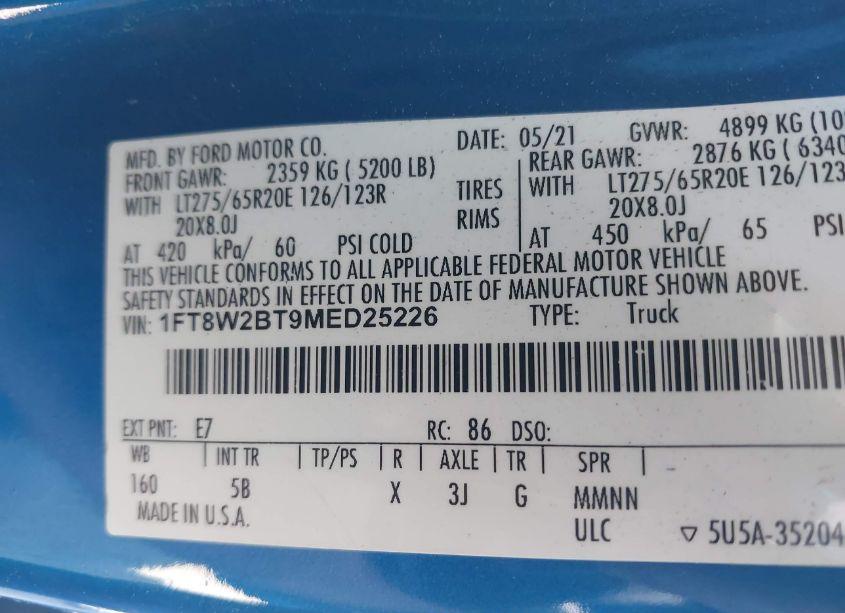 MFD. BY FORD MOTOR CO. DATE: 05/21 GVWR: 4899 KG (10
FRONT GAWR: 2359 KG ( 5200 LB) REAR GAWR: 2876 KG ( 6340
WITH LT275/65R20E 126/123R TIRES WITH LT275/65R20E 126/123
20X8.0J RIMS 20X8.0J
AT 420 kPa/ 60 PSI COLD AT 450 kPa/ 65 PSI
THIS VEHICLE CONFORMS TO ALL APPLICABLE FEDERAL MOTOR VEHICLE
SAFETY STANDARDS IN EFFECT ON THE DATE OF MANUFACTURE SHOWN ABOVE.
VIN: 1FT8W2BT9MED25226 TYPE: Truck
EXT PNT: E7 RC: 86 DSO:
WB | INT TR | TP/PS | R | AXLE | TR | SPR |
160 5B X 3J G MMNN
MADE IN U.S.A. ULC ▽ 5U5A-35204